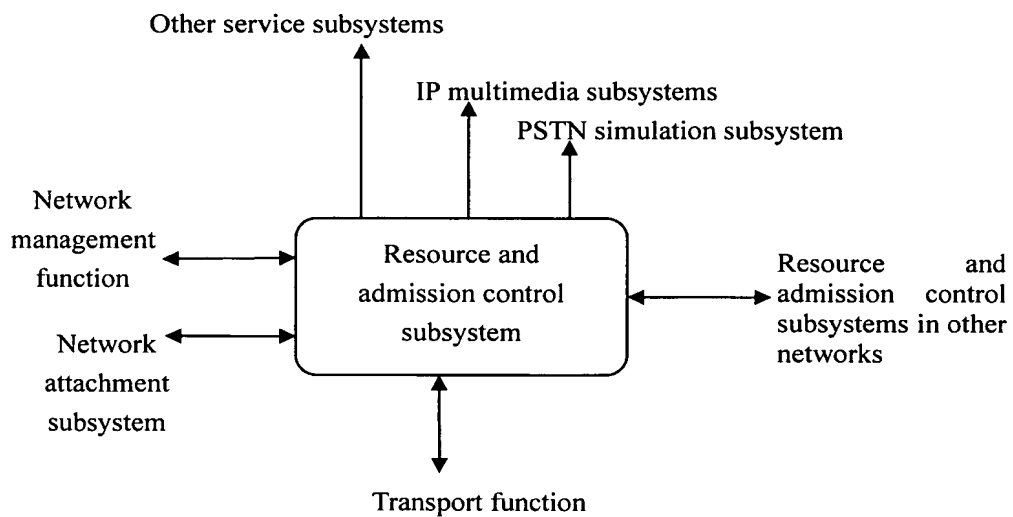 Other service subsystems
IP multimedia subsystems
PSTN simulation subsystem
Network
management
function
Resource and
admission control
subsystem
Resource and
admission control
subsystems in other
networks
Network
attachment
subsystem
Transport function